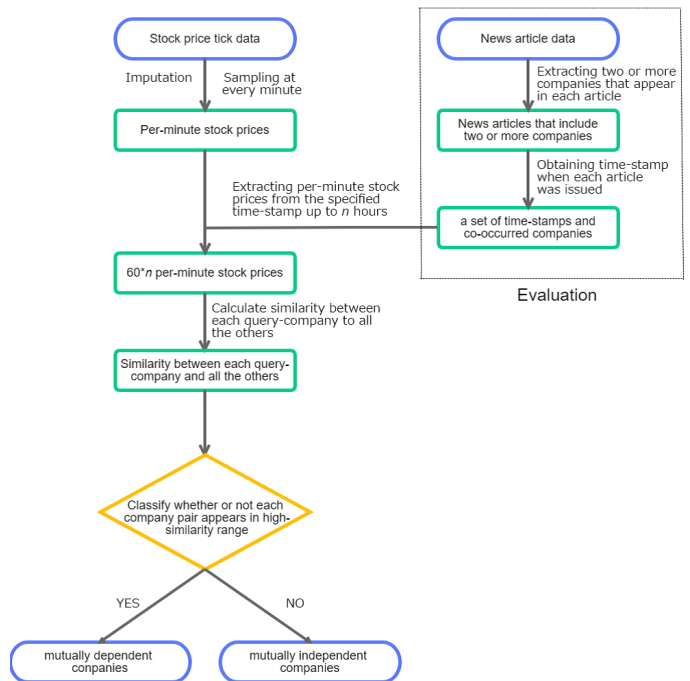 Stock price tick data
News article data
Imputation
Sampling at
every minute
Extracting two or more
companies that appear
in each article
Per-minute stock prices
News articles that include
two or more companies
Obtaining time-stamp
when each article
was issued
Extracting per-minute stock
prices from the specified
time-stamp up to n hours
a set of time-stamps and
co-occurred companies
60*n per-minute stock prices
Evaluation
Calculate similarity between
each query-company to all
the others
Similarity between each query-
company and all the others
Classify whether or not each
company pair appears in high-
similarity range
YES
NO
mutually dependent
conpanies
mutually independent
companies